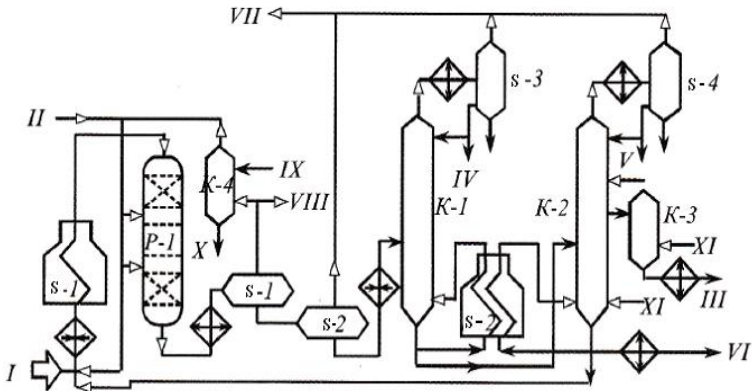 VII
s-3
s-4
II
IX
K-4
VIII
IV
V
K-1
K-2
K-3
P-1
X
XI
s-1
s-1
III
s-2
s-2
XI
I
VI